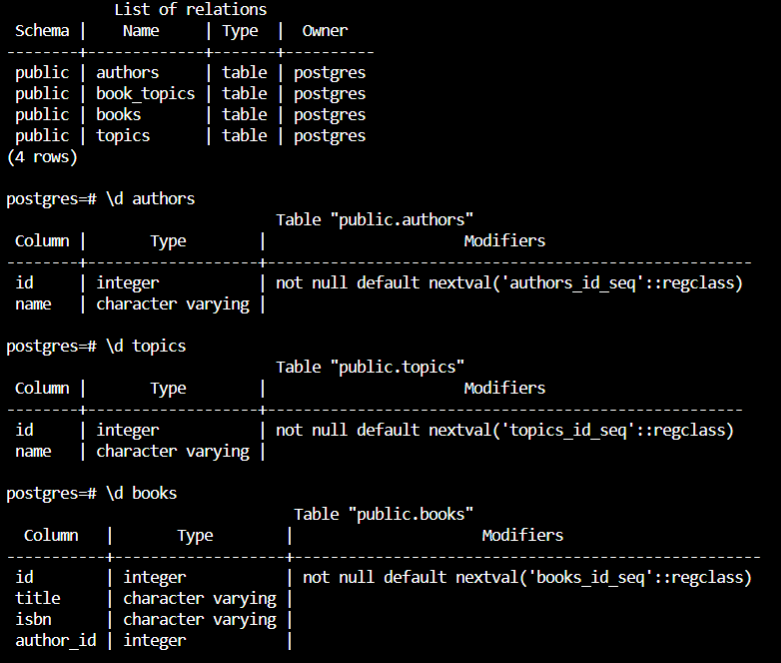 List of relations
 Schema |    Name     | Type  |  Owner
--------+-------------+-------+----------
 public | authors     | table | postgres
 public | book_topics | table | postgres
 public | books       | table | postgres
 public | topics      | table | postgres
(4 rows)

postgres=# \d authors
                              Table "public.authors"
 Column |       Type        |                      Modifiers
--------+-------------------+------------------------------------------------------
 id     | integer           | not null default nextval('authors_id_seq'::regclass)
 name   | character varying |

postgres=# \d topics
                              Table "public.topics"
 Column |       Type        |                      Modifiers
--------+-------------------+-----------------------------------------------------
 id     | integer           | not null default nextval('topics_id_seq'::regclass)
 name   | character varying |

postgres=# \d books
                                Table "public.books"
  Column   |       Type        |                     Modifiers
-----------+-------------------+----------------------------------------------------
 id        | integer           | not null default nextval('books_id_seq'::regclass)
 title     | character varying |
 isbn      | character varying |
 author_id | integer           |